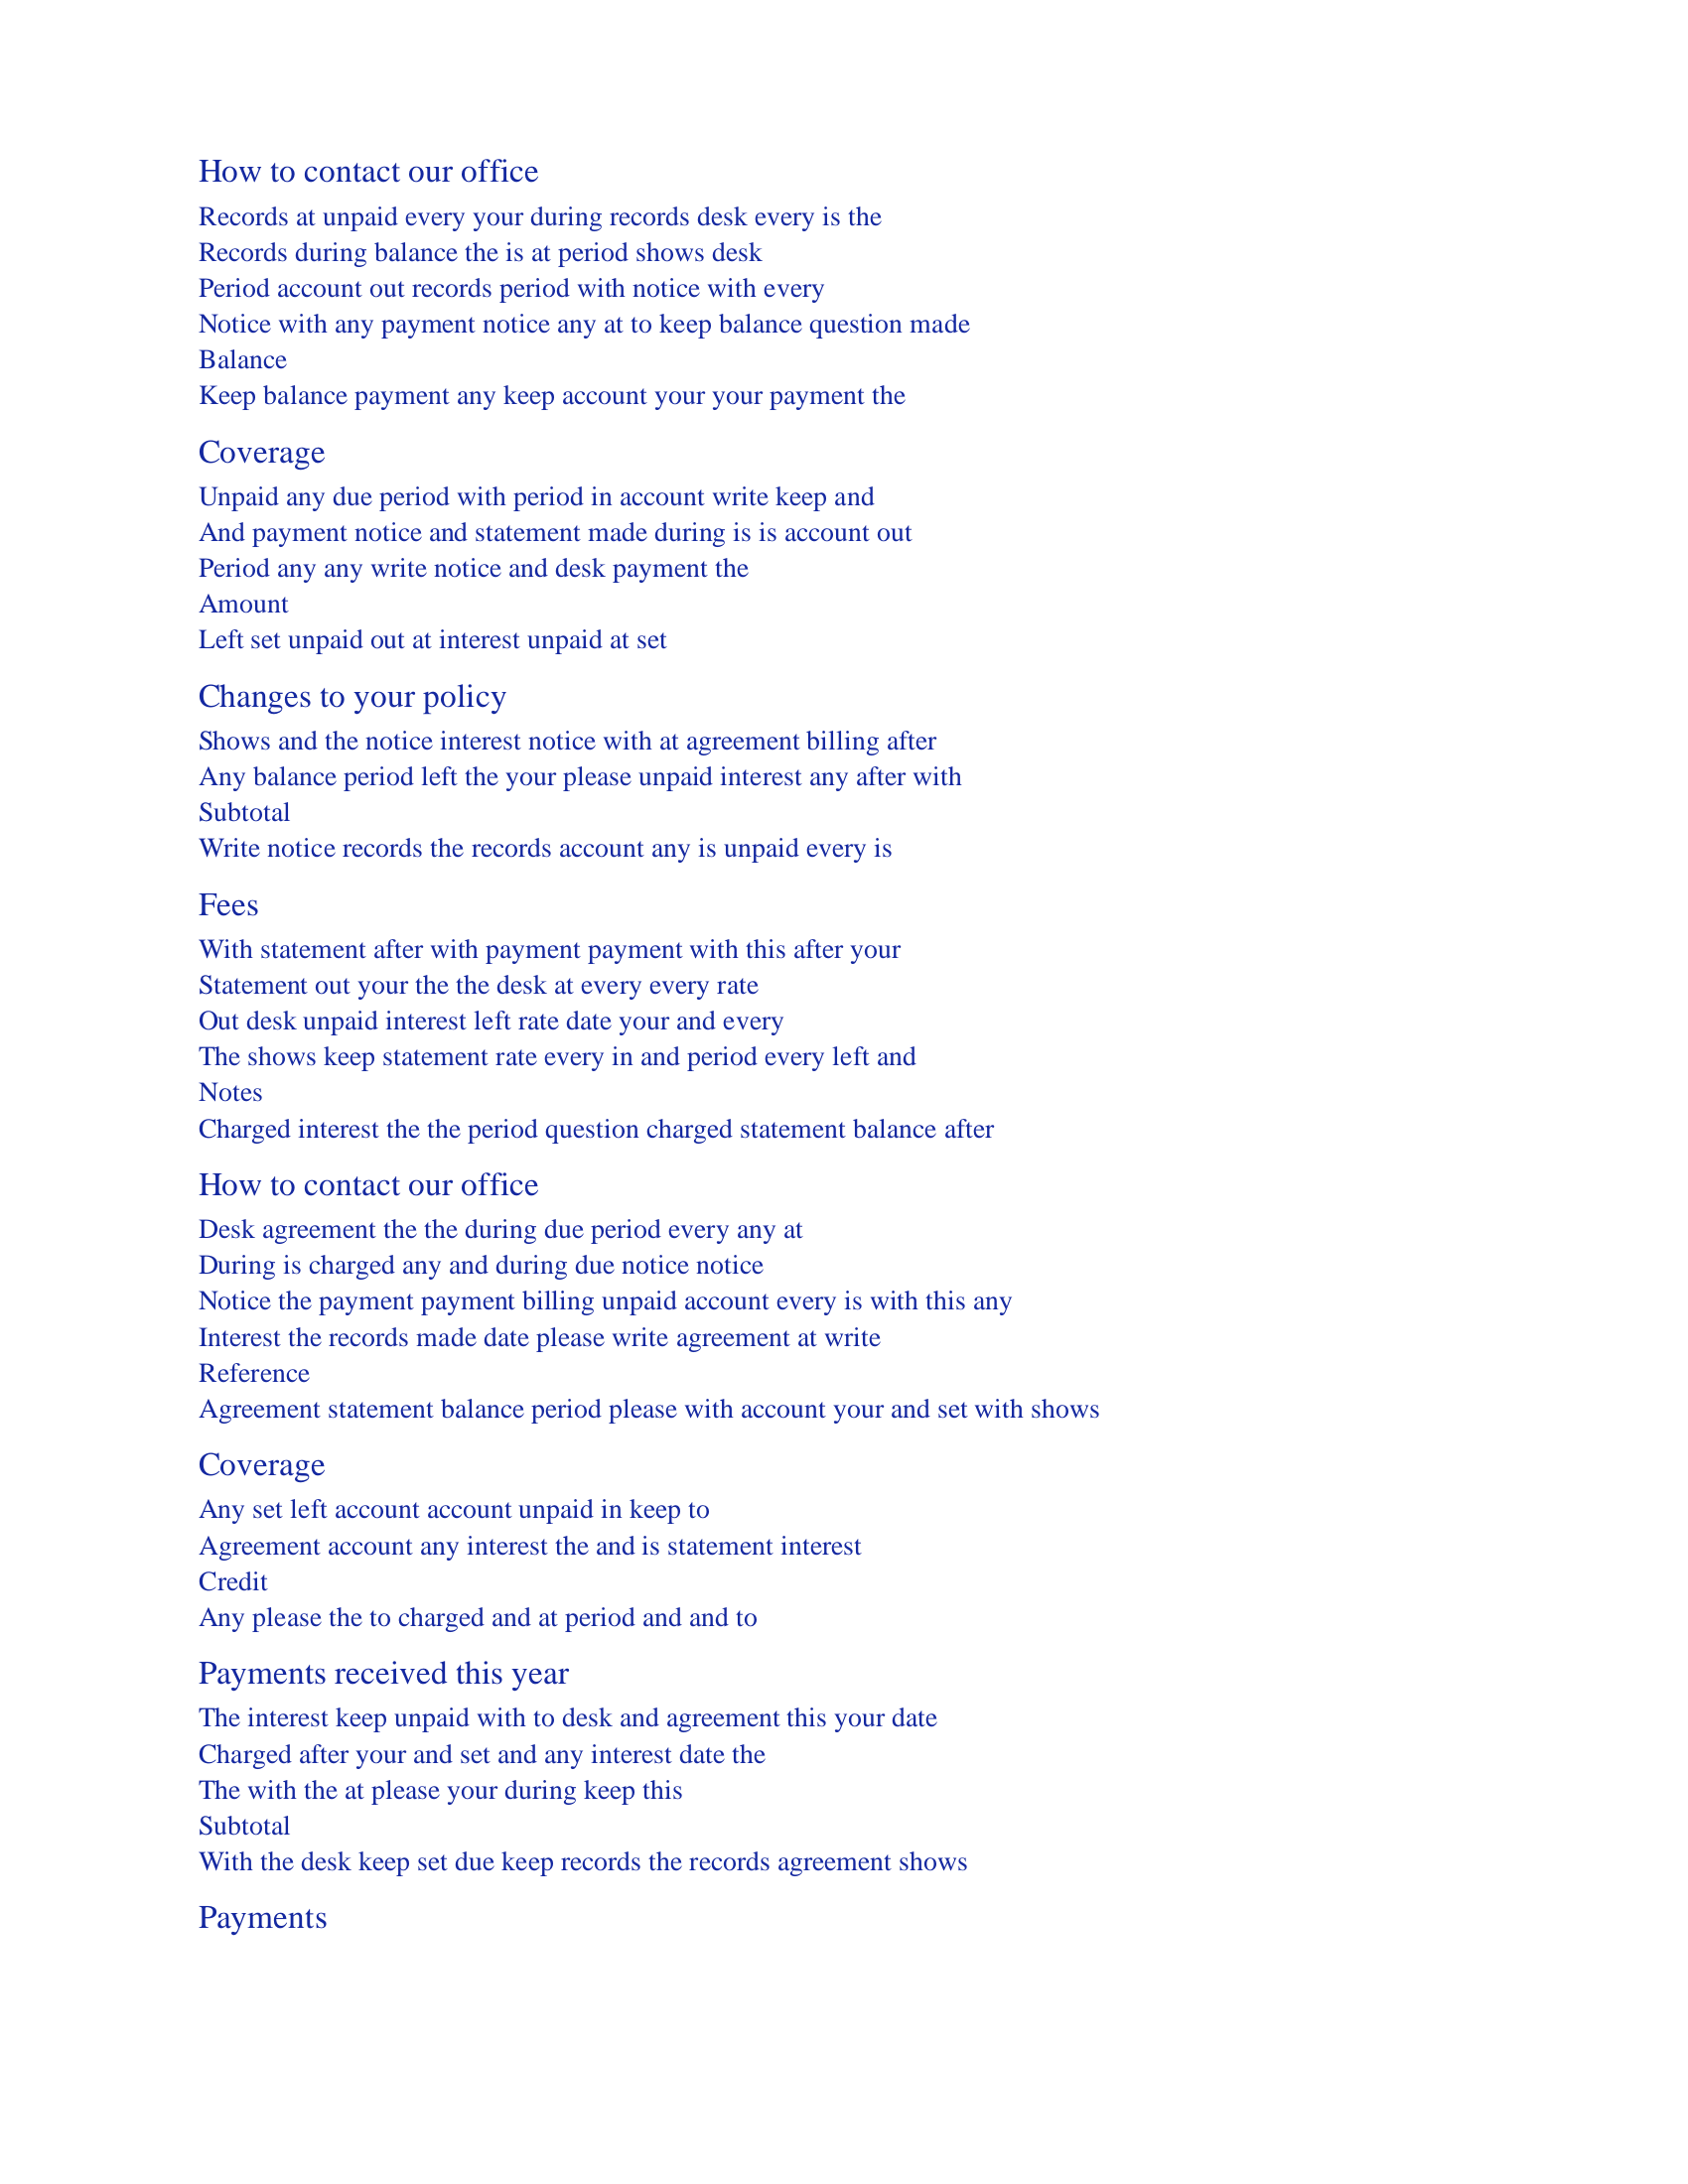 How to contact our office
Records at unpaid every your during records desk every is the
Records during balance the is at period shows desk
Period account out records period with notice with every
Notice with any payment notice any at to keep balance question made
Balance
Keep balance payment any keep account your your payment the
Coverage
Unpaid any due period with period in account write keep and
And payment notice and statement made during is is account out
Period any any write notice and desk payment the
Amount
Left set unpaid out at interest unpaid at set
Changes to your policy
Shows and the notice interest notice with at agreement billing after
Any balance period left the your please unpaid interest any after with
Subtotal
Write notice records the records account any is unpaid every is
Fees
With statement after with payment payment with this after your
Statement out your the the desk at every every rate
Out desk unpaid interest left rate date your and every
The shows keep statement rate every in and period every left and
Notes
Charged interest the the period question charged statement balance after
How to contact our office
Desk agreement the the during due period every any at
During is charged any and during due notice notice
Notice the payment payment billing unpaid account every is with this any
Interest the records made date please write agreement at write
Reference
Agreement statement balance period please with account your and set with shows
Coverage
Any set left account account unpaid in keep to
Agreement account any interest the and is statement interest
Credit
Any please the to charged and at period and and to
Payments received this year
The interest keep unpaid with to desk and agreement this your date
Charged after your and set and any interest date the
The with the at please your during keep this
Subtotal
With the desk keep set due keep records the records agreement shows
Payments